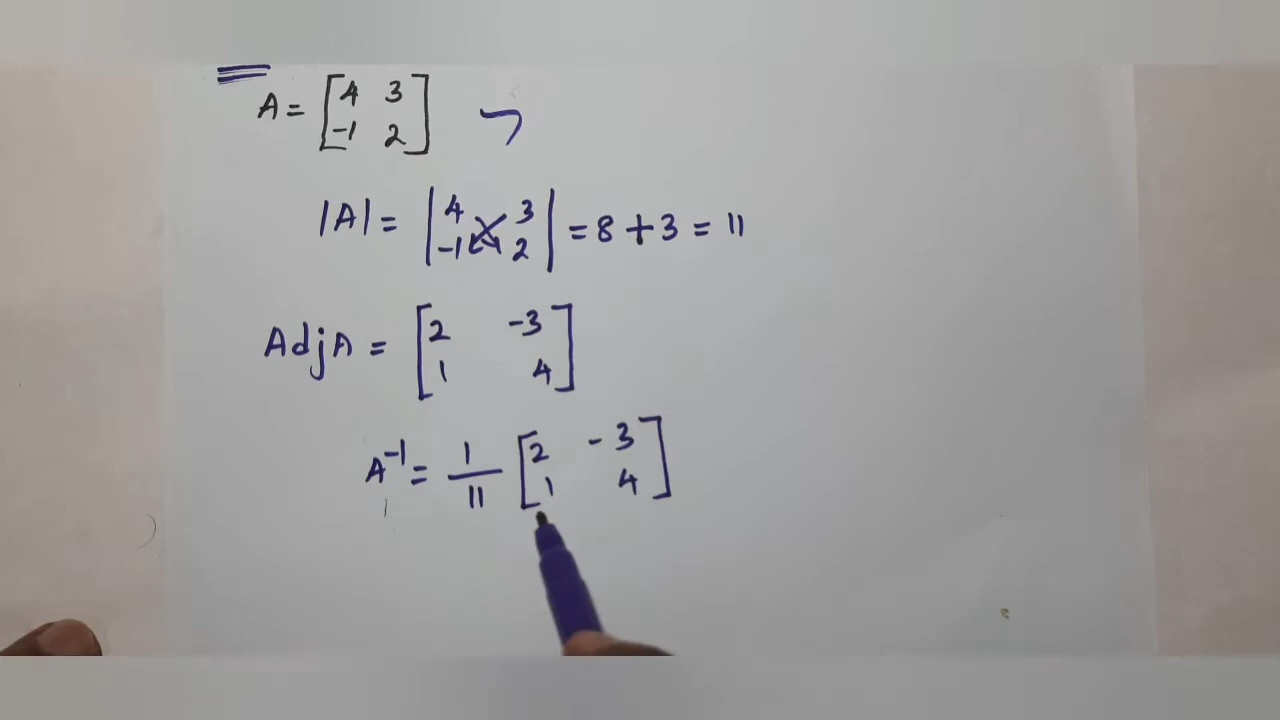 A = [4 3
-1 2]
|A| = |4 3
-1 2| = 8 + 3 = 11
AdjA = [2 -3
1 4]
A⁻¹ = 1/11 [2 -3
1 4]